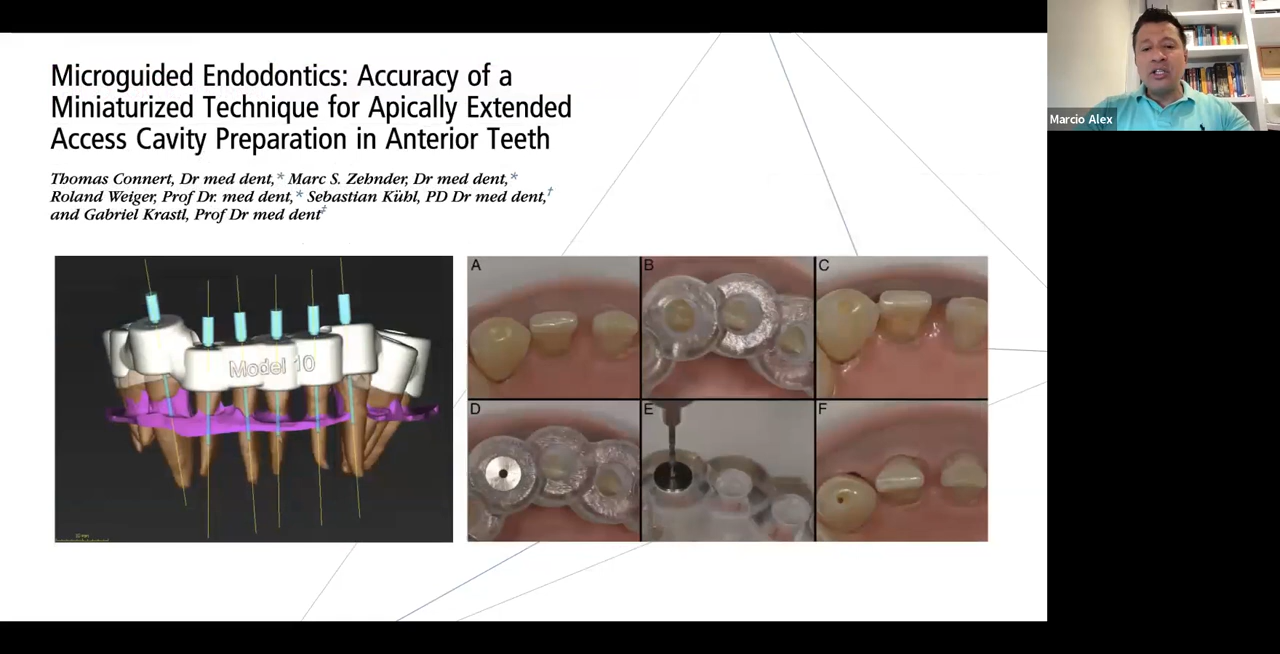 Microguided Endodontics: Accuracy of a
Miniaturized Technique for Apically Extended
Access Cavity Preparation in Anterior Teeth
Thomas Connert, Dr med dent,* Marc S. Zehnder, Dr med dent,*
Roland Weiger, Prof Dr. med dent,* Sebastian Kühl, PD Dr med dent,†
and Gabriel Krastl, Prof Dr med dent‡
Model 10
A
B
C
D
E
F
Marcio Alex